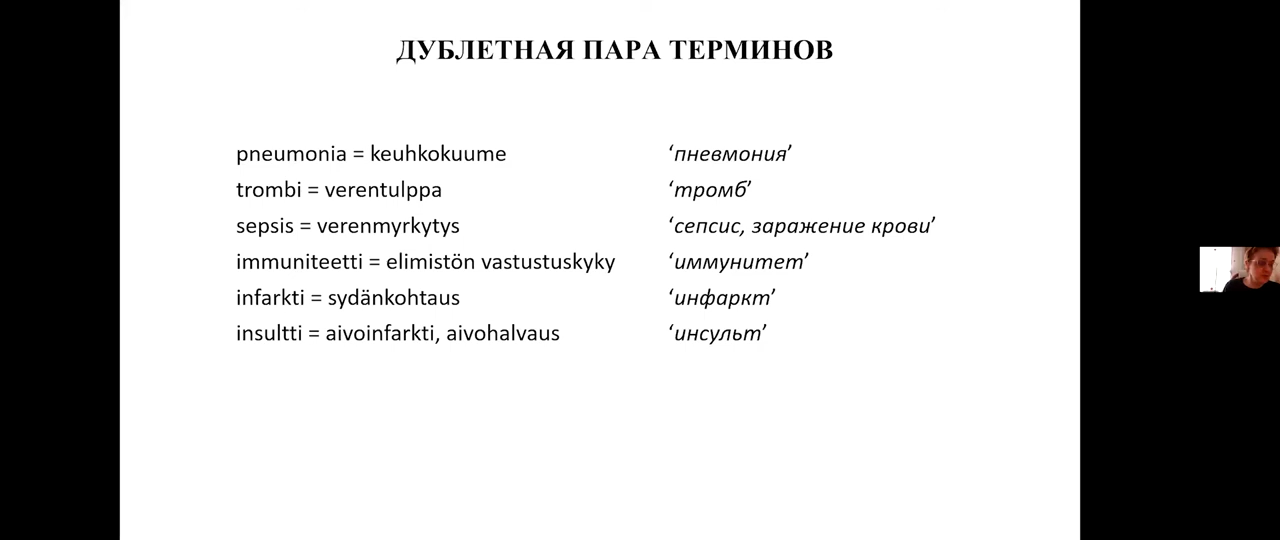 ДУБЛЕТНАЯ ПАРА ТЕРМИНОВ
pneumonia = keuhkokuume ‘пневмония’
trombi = verentulppa ‘тромб’
sepsis = verenmyrkytys ‘сепсис, заражение крови’
immuniteetti = elimistön vastustuskyky ‘иммунитет’
infarkti = sydänkohtaus ‘инфаркт’
insultti = aivoinfarkti, aivohalvaus ‘инсульт’